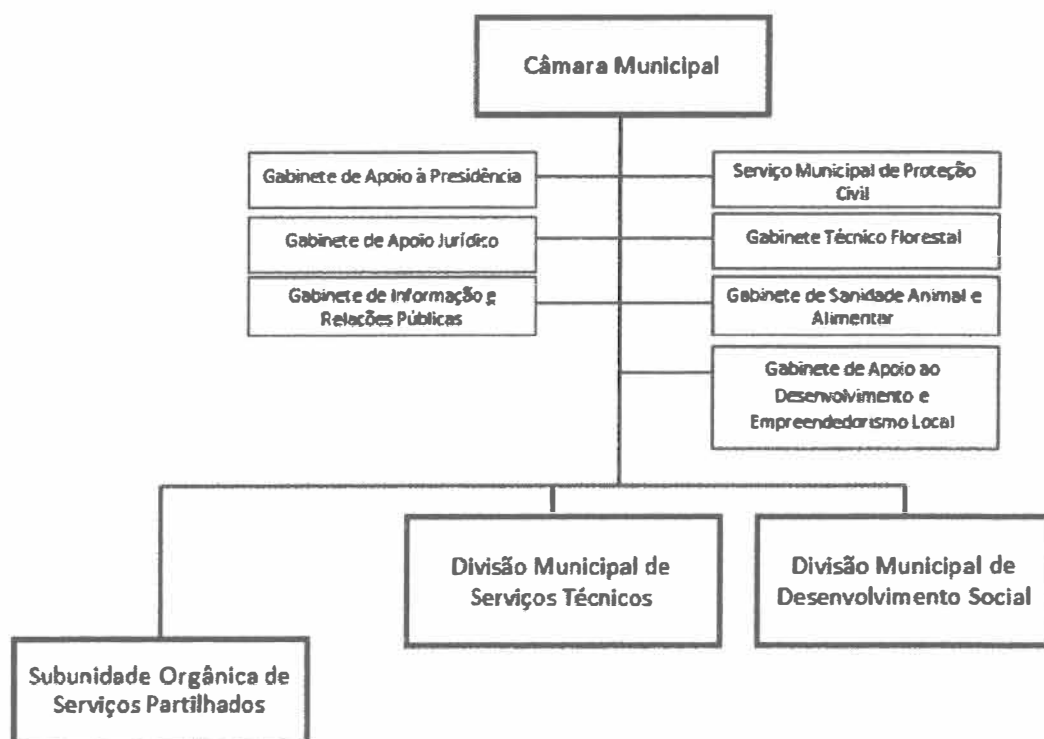 Câmara Municipal
Gabinete de Apoio à Presidência
Serviço Municipal de Proteção
Civil
Gabinete de Apoio Jurídico
Gabinete Técnico Florestal
Gabinete de Informação e
Relações Públicas
Gabinete de Sanidade Animal e
Alimentar
Gabinete de Apoio ao
Desenvolvimento e
Empreendedorismo Local
Divisão Municipal de
Serviços Técnicos
Divisão Municipal de
Desenvolvimento Social
Subunidade Orgânica de
Serviços Partilhados